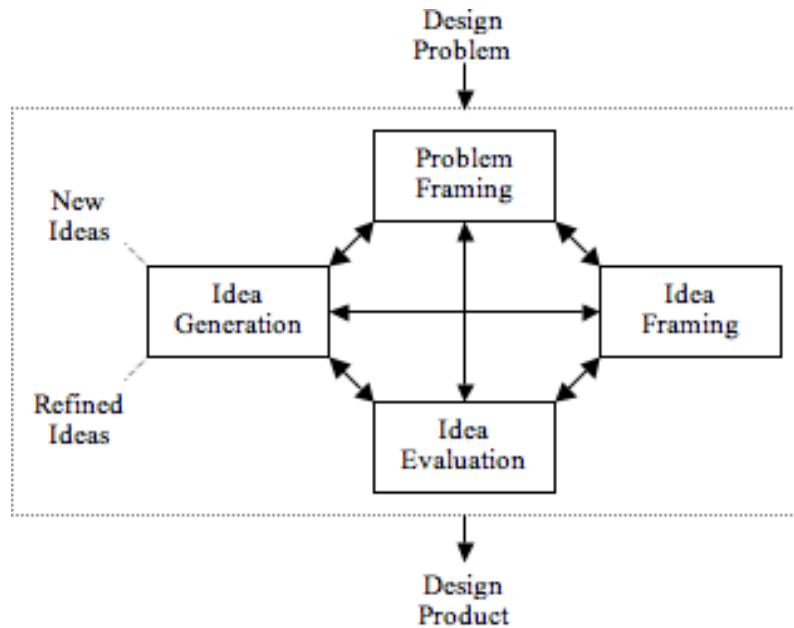 Design
Problem
Problem
Framing
New
Ideas
Idea
Generation
Idea
Framing
Refined
Ideas
Idea
Evaluation
Design
Product